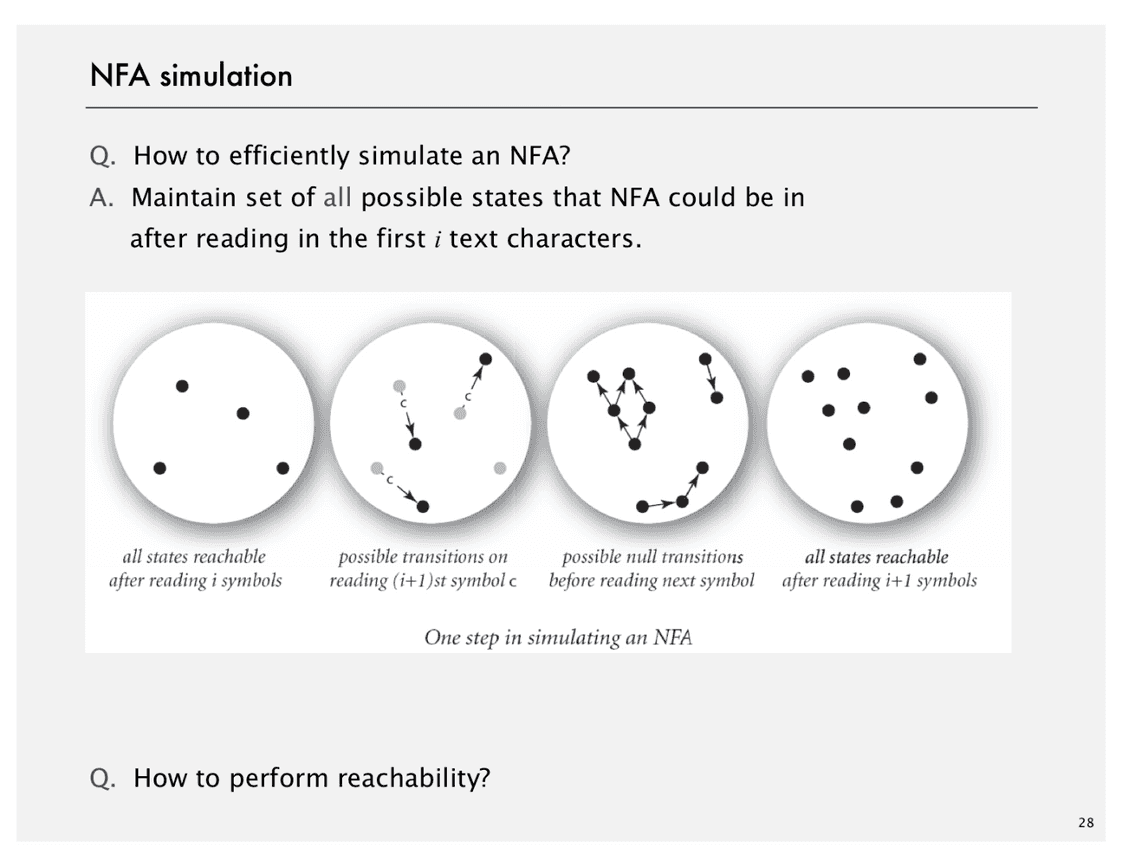 NFA simulation
Q. How to efficiently simulate an NFA?
A. Maintain set of all possible states that NFA could be in
after reading in the first i text characters.
c
c
c
all states reachable
after reading i symbols
possible transitions on
reading (i+1)st symbol c
possible null transitions
before reading next symbol
all states reachable
after reading i+1 symbols
One step in simulating an NFA
Q. How to perform reachability?
28